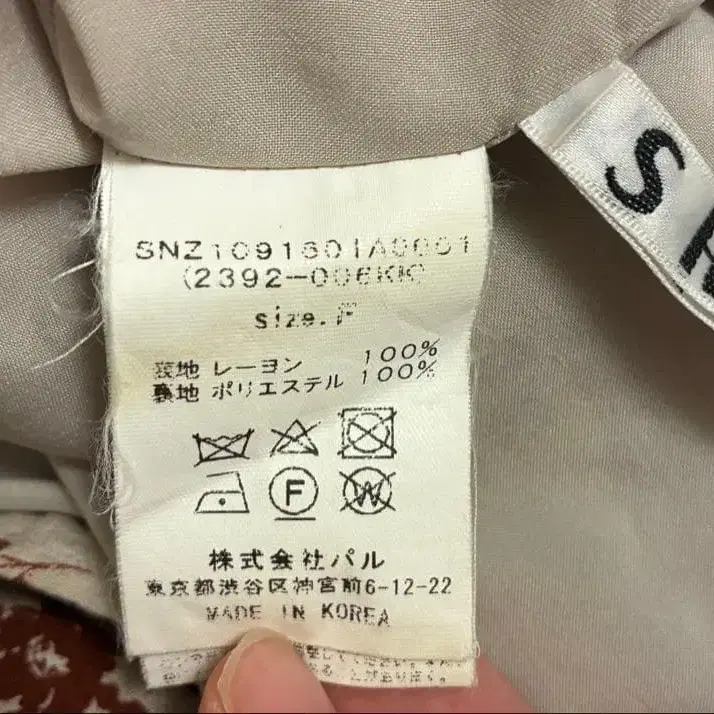 SNZ1091801A0001
(2392-006KK)
size.F
表地 レーヨン 100%
裏地 ポリエステル 100%
F
W
株式会社パル
東京都渋谷区神宮前6-12-22
MADE IN KOREA
S